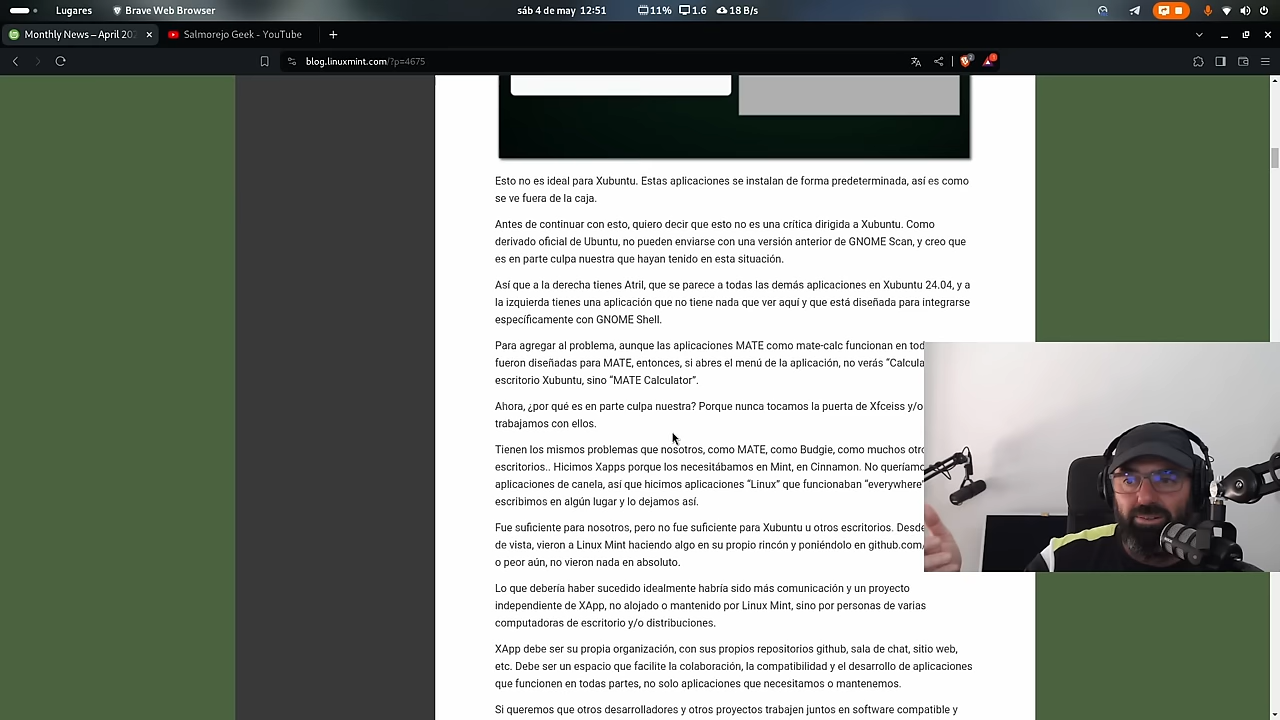 Lugares Brave Web Browser sáb 4 de may 12:51 11% 1.6 18 B/s
Monthly News – April 202 Salmorejo Geek - YouTube
blog.linuxmint.com/?p=4675
Esto no es ideal para Xubuntu. Estas aplicaciones se instalan de forma predeterminada, así es como
se ve fuera de la caja.
Antes de continuar con esto, quiero decir que esto no es una crítica dirigida a Xubuntu. Como
derivado oficial de Ubuntu, no pueden enviarse con una versión anterior de GNOME Scan, y creo que
es en parte culpa nuestra que hayan tenido en esta situación.
Así que a la derecha tienes Atril, que se parece a todas las demás aplicaciones en Xubuntu 24.04, y a
la izquierda tienes una aplicación que no tiene nada que ver aquí y que está diseñada para integrarse
específicamente con GNOME Shell.
Para agregar al problema, aunque las aplicaciones MATE como mate-calc funcionan en tod
fueron diseñadas para MATE, entonces, si abres el menú de la aplicación, no verás “Calcula
escritorio Xubuntu, sino “MATE Calculator”.
Ahora, ¿por qué es en parte culpa nuestra? Porque nunca tocamos la puerta de Xfceiss y/o
trabajamos con ellos.
Tienen los mismos problemas que nosotros, como MATE, como Budgie, como muchos otro
escritorios.. Hicimos Xapps porque los necesitábamos en Mint, en Cinnamon. No queríamo
aplicaciones de canela, así que hicimos aplicaciones “Linux” que funcionaban “everywhere”
escribimos en algún lugar y lo dejamos así.
Fue suficiente para nosotros, pero no fue suficiente para Xubuntu u otros escritorios. Desde
de vista, vieron a Linux Mint haciendo algo en su propio rincón y poniéndolo en github.com/
o peor aún, no vieron nada en absoluto.
Lo que debería haber sucedido idealmente habría sido más comunicación y un proyecto
independiente de XApp, no alojado o mantenido por Linux Mint, sino por personas de varias
computadoras de escritorio y/o distribuciones.
XApp debe ser su propia organización, con sus propios repositorios github, sala de chat, sitio web,
etc. Debe ser un espacio que facilite la colaboración, la compatibilidad y el desarrollo de aplicaciones
que funcionen en todas partes, no solo aplicaciones que necesitamos o mantenemos.
Si queremos que otros desarrolladores y otros proyectos trabajen juntos en software compatible y